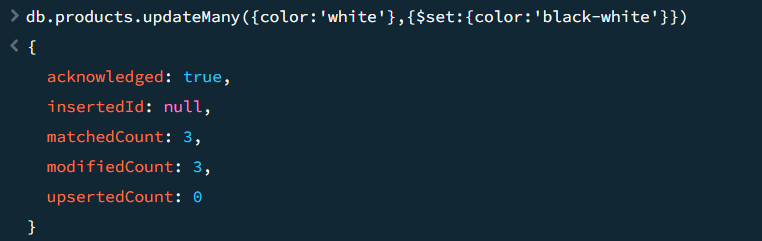 > db.products.updateMany({color:'white'},{$set:{color:'black-white'}})
< {
acknowledged: true,
insertedId: null,
matchedCount: 3,
modifiedCount: 3,
upsertedCount: 0
}